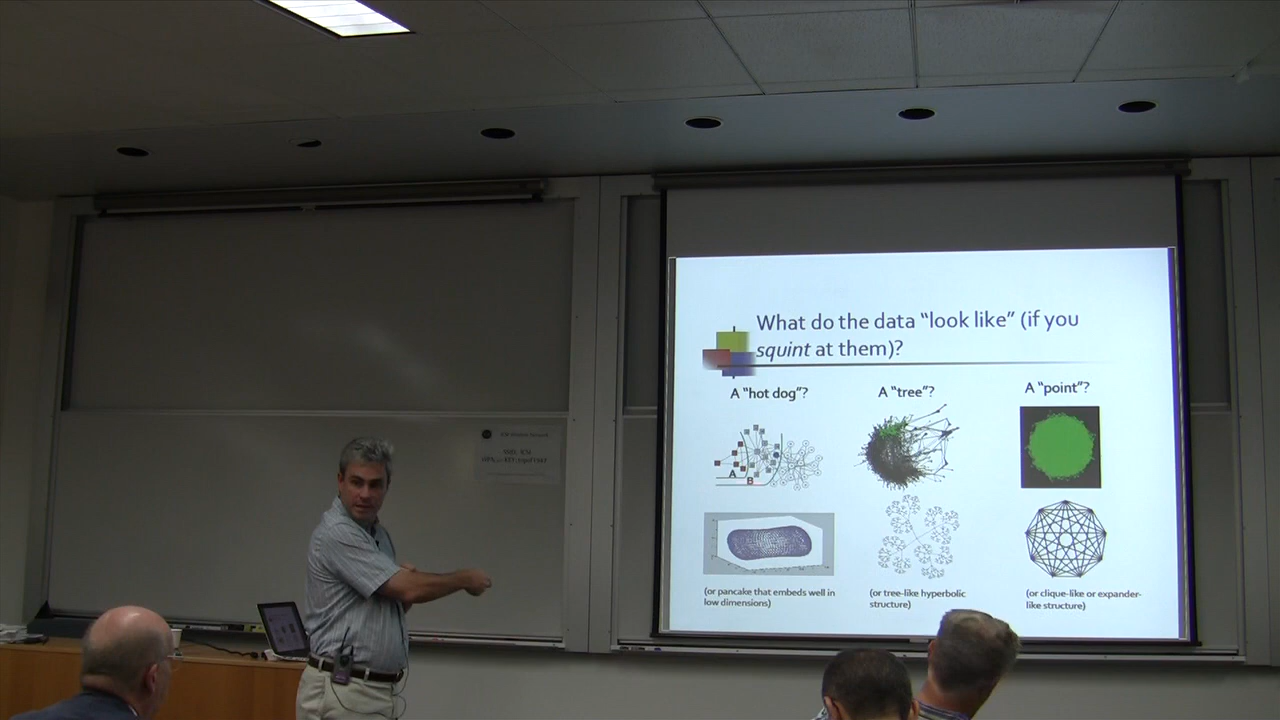 What do the data “look like” (if you
squint at them)?
A “hot dog”?
A “tree”?
A “point”?
A
B
(or pancake that embeds well in
low dimensions)
(or tree-like hyperbolic
structure)
(or clique-like or expander-
like structure)